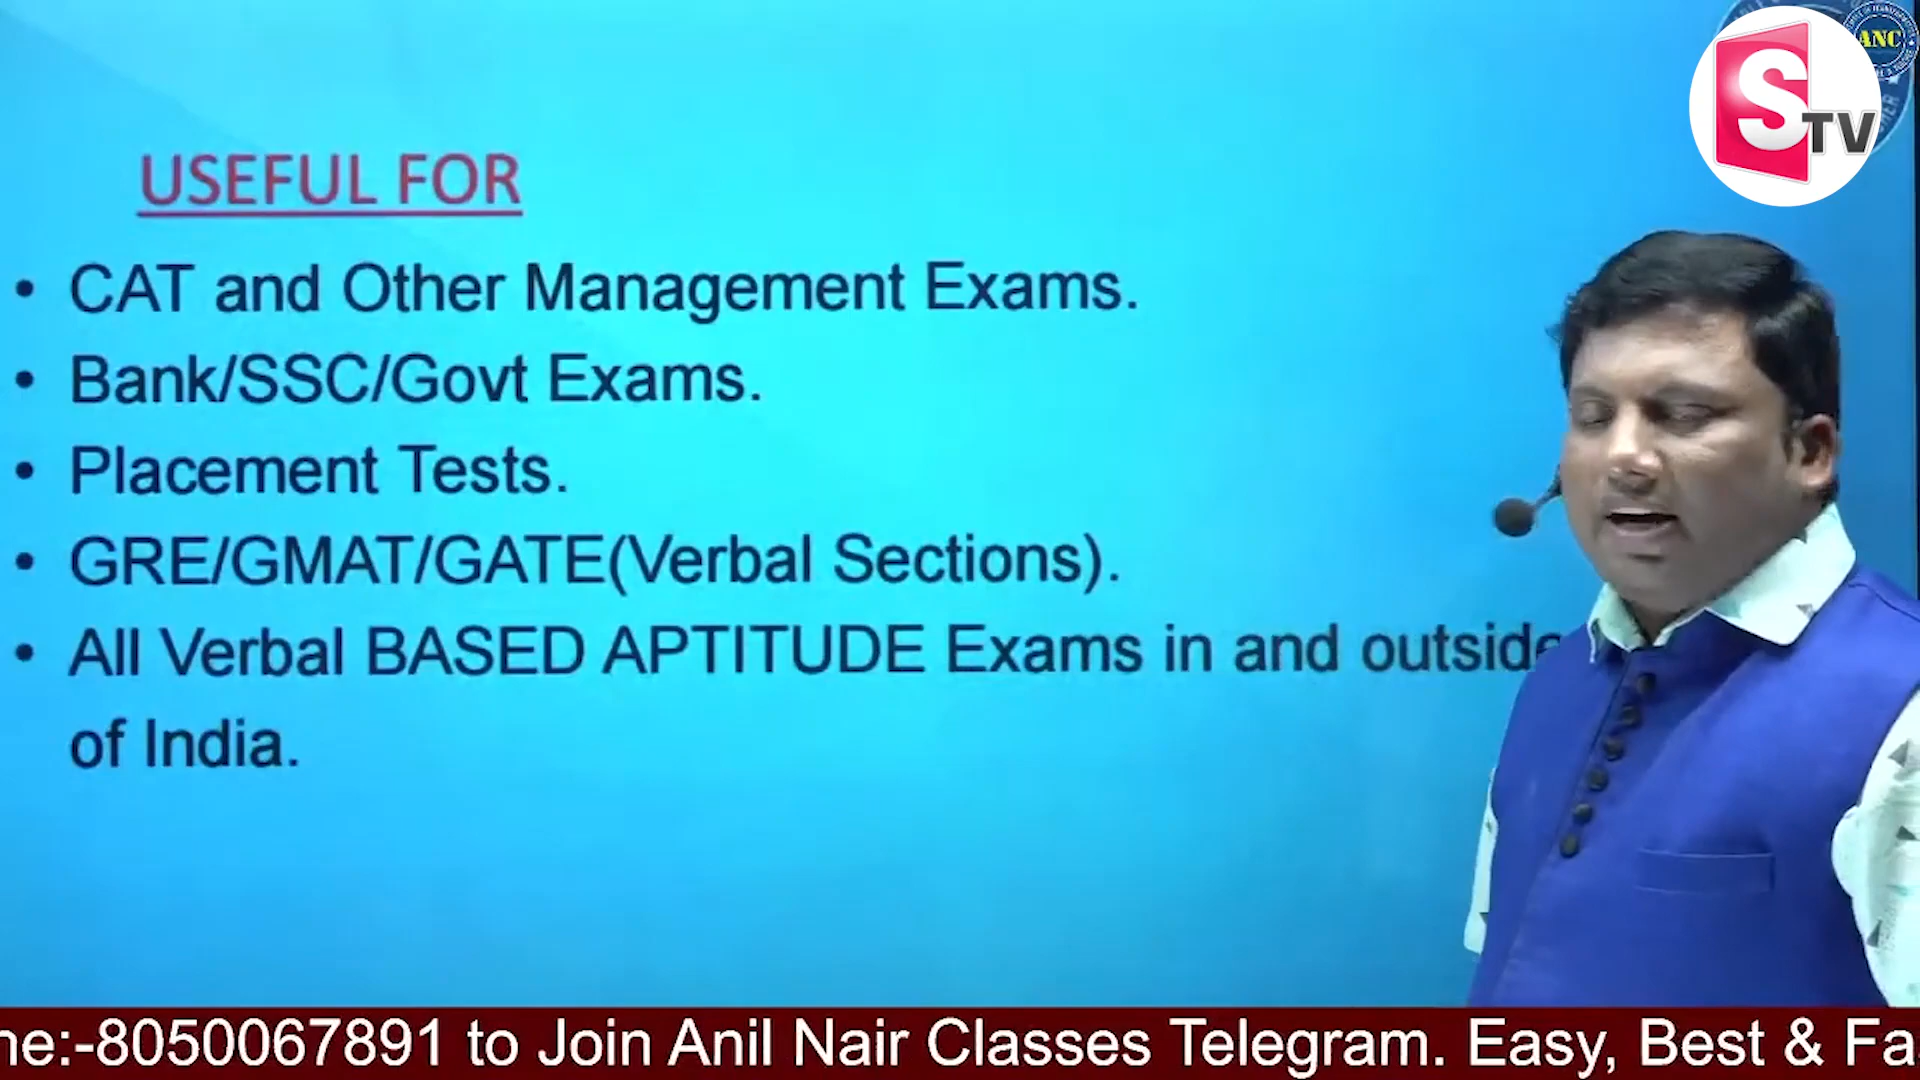 STV
ANC
USEFUL FOR
• CAT and Other Management Exams.
• Bank/SSC/Govt Exams.
• Placement Tests.
• GRE/GMAT/GATE(Verbal Sections).
• All Verbal BASED APTITUDE Exams in and outside
of India.
ne:-8050067891 to Join Anil Nair Classes Telegram. Easy, Best & Fa